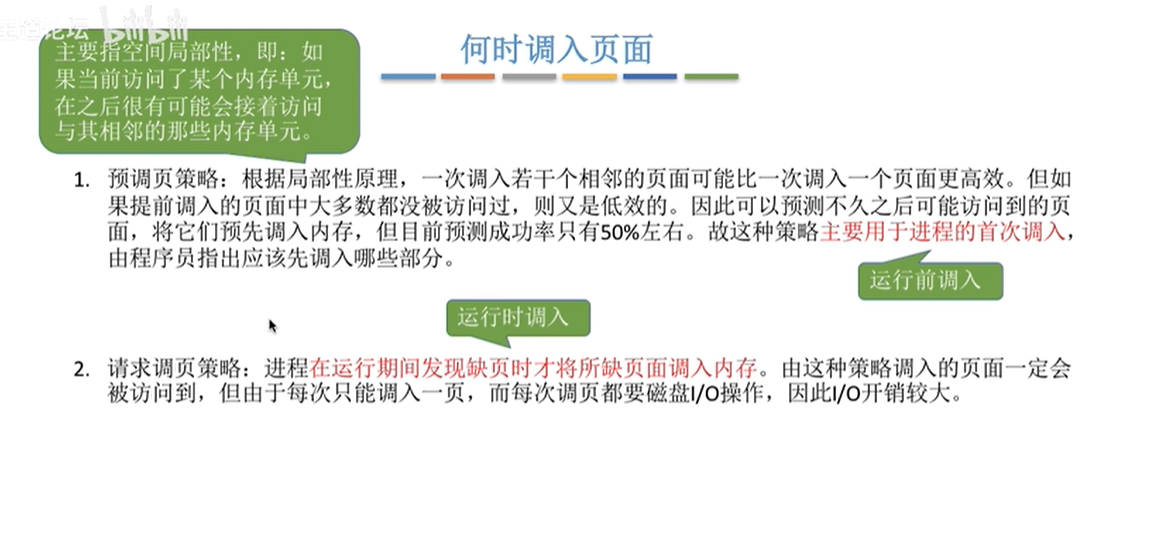 王道论坛 bilibili
何时调入页面
主要指空间局部性，即：如
果当前访问了某个内存单元，
在之后很有可能会接着访问
与其相邻的那些内存单元。
1. 预调页策略：根据局部性原理，一次调入若干个相邻的页面可能比一次调入一个页面更高效。但如
果提前调入的页面中大多数都没被访问过，则又是低效的。因此可以预测不久之后可能访问到的页
面，将它们预先调入内存，但目前预测成功率只有50%左右。故这种策略主要用于进程的首次调入，
由程序员指出应该先调入哪些部分。
运行前调入
运行时调入
2. 请求调页策略：进程在运行期间发现缺页时才将所缺页面调入内存。由这种策略调入的页面一定会
被访问到，但由于每次只能调入一页，而每次调页都要磁盘I/O操作，因此I/O开销较大。